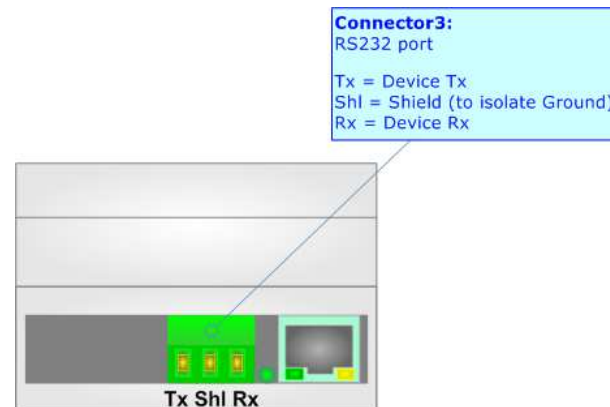 Connector3:
RS232 port
Tx = Device Tx
Shl = Shield (to isolate Ground)
Rx = Device Rx
Tx Shl Rx